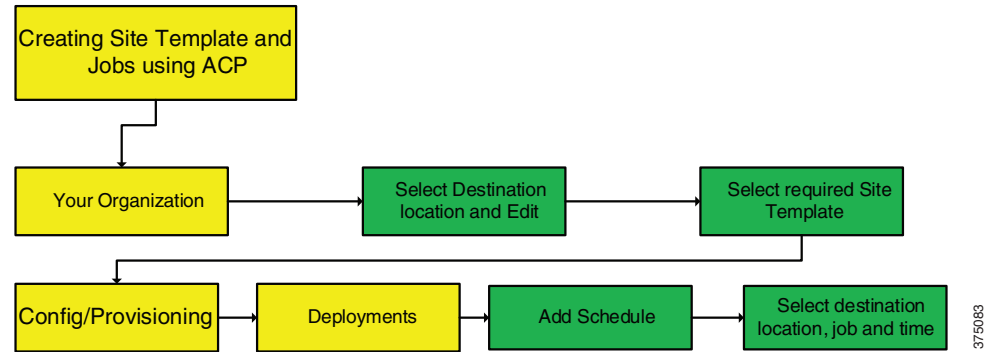 Creating Site Template and
Jobs using ACP
Your Organization
Select Destination
location and Edit
Select required Site
Template
Config/Provisioning
Deployments
Add Schedule
Select destination
location, job and time
375083